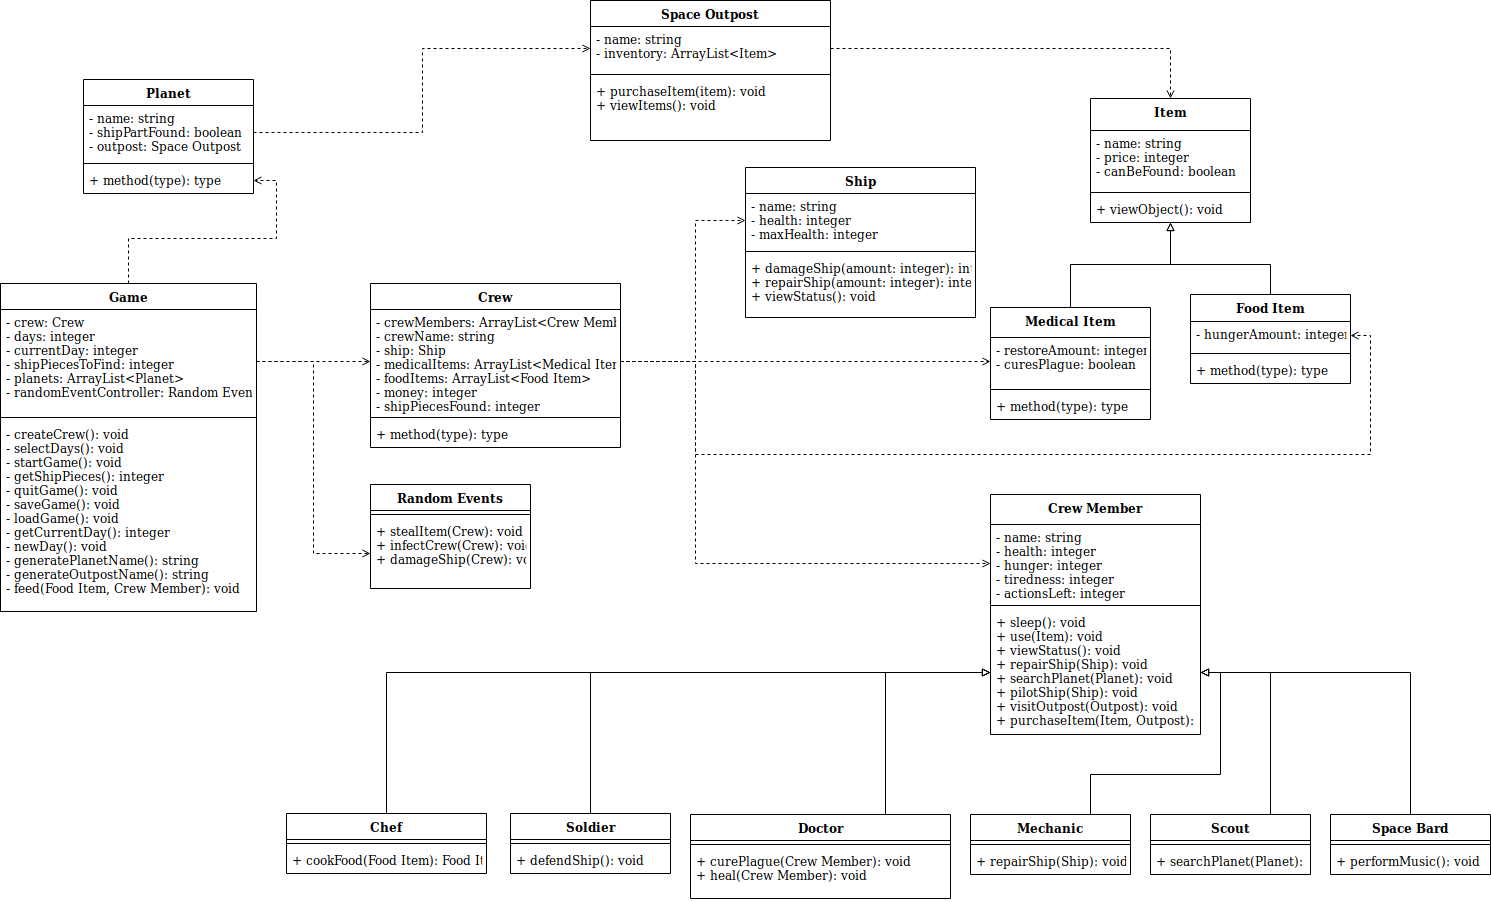 Space Outpost
- name: string
- inventory: ArrayList<Item>
+ purchaseItem(item): void
+ viewItems(): void
Planet
- name: string
- shipPartFound: boolean
- outpost: Space Outpost
+ method(type): type
Item
- name: string
- price: integer
- canBeFound: boolean
+ viewObject(): void
Ship
- name: string
- health: integer
- maxHealth: integer
+ damageShip(amount: integer): in
+ repairShip(amount: integer): inte
+ viewStatus(): void
Game
- crew: Crew
- days: integer
- currentDay: integer
- shipPiecesToFind: integer
- planets: ArrayList<Planet>
- randomEventController: Random Even
- createCrew(): void
- selectDays(): void
- startGame(): void
- getShipPieces(): integer
- quitGame(): void
- saveGame(): void
- loadGame(): void
- getCurrentDay(): integer
- newDay(): void
- generatePlanetName(): string
- generateOutpostName(): string
- feed(Food Item, Crew Member): void
Crew
- crewMembers: ArrayList<Crew Meml
- crewName: string
- ship: Ship
- medicalItems: ArrayList<Medical Iter
- foodItems: ArrayList<Food Item>
- money: integer
- shipPiecesFound: integer
+ method(type): type
Medical Item
- restoreAmount: integer
- curesPlague: boolean
+ method(type): type
Food Item
- hungerAmount: integer
+ method(type): type
Random Events
+ stealItem(Crew): void
+ infectCrew(Crew): voi
+ damageShip(Crew): vo
Crew Member
- name: string
- health: integer
- hunger: integer
- tiredness: integer
- actionsLeft: integer
+ sleep(): void
+ use(Item): void
+ viewStatus(): void
+ repairShip(Ship): void
+ searchPlanet(Planet): void
+ pilotShip(Ship): void
+ visitOutpost(Outpost): void
+ purchaseItem(Item, Outpost):
Chef
+ cookFood(Food Item): Food It
Soldier
+ defendShip(): void
Doctor
+ curePlague(Crew Member): void
+ heal(Crew Member): void
Mechanic
+ repairShip(Ship): void
Scout
+ searchPlanet(Planet):
Space Bard
+ performMusic(): void